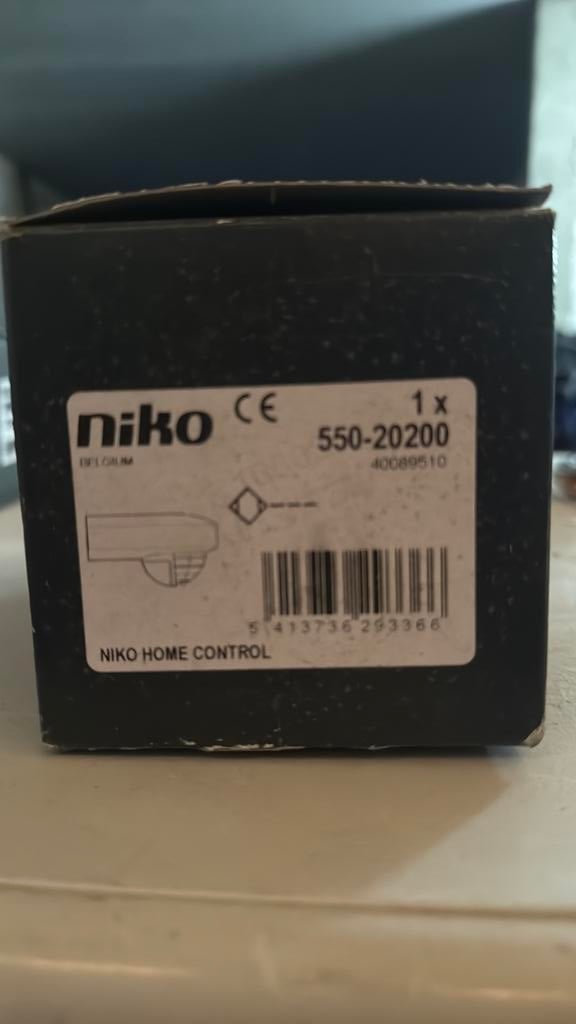 niko CE 1 x
BELGIUM 550-20200
40089510
5 413736 293366
NIKO HOME CONTROL